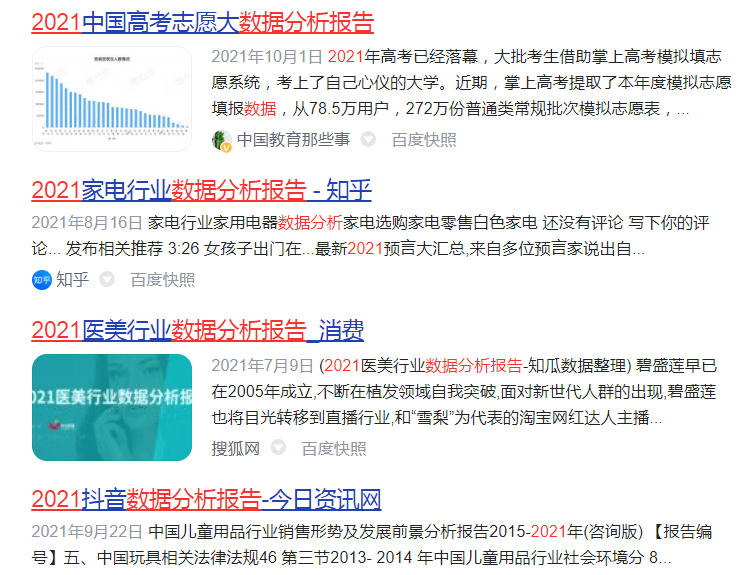 2021中国高考志愿大数据分析报告
2021年10月1日 2021年高考已经落幕，大批考生借助掌上高考模拟填志
愿系统，考上了自己心仪的大学。近期，掌上高考提取了本年度模拟志愿
填报数据，从78.5万用户，272万份普通类常规批次模拟志愿表，...
中国教育那些事 百度快照
2021家电行业数据分析报告 - 知乎
2021年8月16日 家电行业家用电器数据分析家电选购家电零售白色家电 还没有评论 写下你的评
论... 发布相关推荐 3:26 女孩子出门在...最新2021预言大汇总,来自多位预言家说出自...
知乎 知乎 百度快照
2021医美行业数据分析报告_消费
021医美行业数据分析报
2021年7月9日 (2021医美行业数据分析报告-知瓜数据整理) 碧盛莲早已
在2005年成立,不断在植发领域自我突破,面对新世代人群的出现,碧盛莲
也将目光转移到直播行业,和“雪梨”为代表的淘宝网红达人主播...
搜狐网 百度快照
2021抖音数据分析报告-今日资讯网
2021年9月22日 中国儿童用品行业销售形势及发展前景分析报告2015-2021年(咨询版) 【报告编
号】五、中国玩具相关法律法规46 第三节2013- 2014 年中国儿童用品行业社会环境分 8...